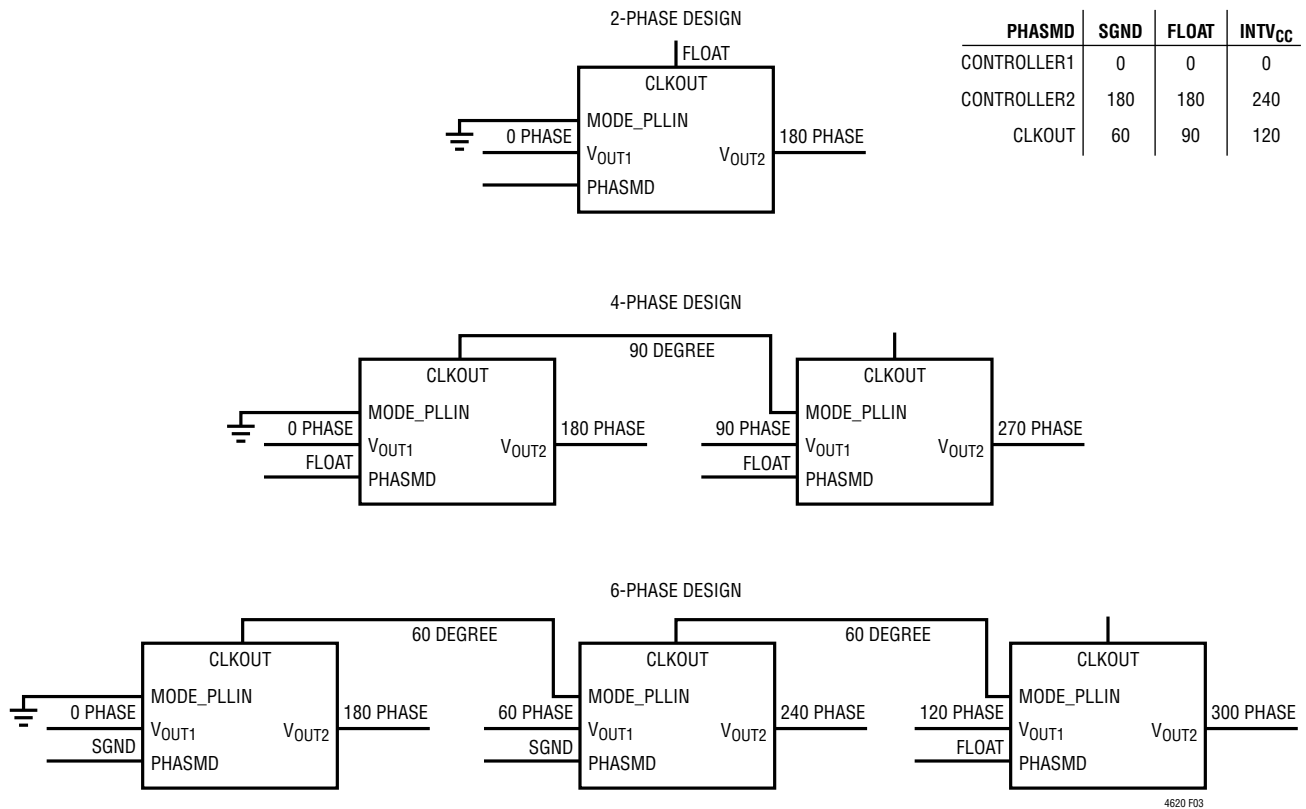 2-PHASE DESIGN
FLOAT
CLKOUT
MODE_PLLIN
0 PHASE
VOUT1
VOUT2
180 PHASE
PHASMD
PHASMD SGND FLOAT INTVCC
CONTROLLER1 0 0 0
CONTROLLER2 180 180 240
CLKOUT 60 90 120
4-PHASE DESIGN
90 DEGREE
CLKOUT
MODE_PLLIN
0 PHASE
VOUT1
VOUT2
180 PHASE
FLOAT
PHASMD
CLKOUT
MODE_PLLIN
90 PHASE
VOUT1
VOUT2
270 PHASE
FLOAT
PHASMD
6-PHASE DESIGN
60 DEGREE
60 DEGREE
CLKOUT
MODE_PLLIN
0 PHASE
VOUT1
VOUT2
180 PHASE
SGND
PHASMD
CLKOUT
MODE_PLLIN
60 PHASE
VOUT1
VOUT2
240 PHASE
SGND
PHASMD
CLKOUT
MODE_PLLIN
120 PHASE
VOUT1
VOUT2
300 PHASE
FLOAT
PHASMD
4620 F03